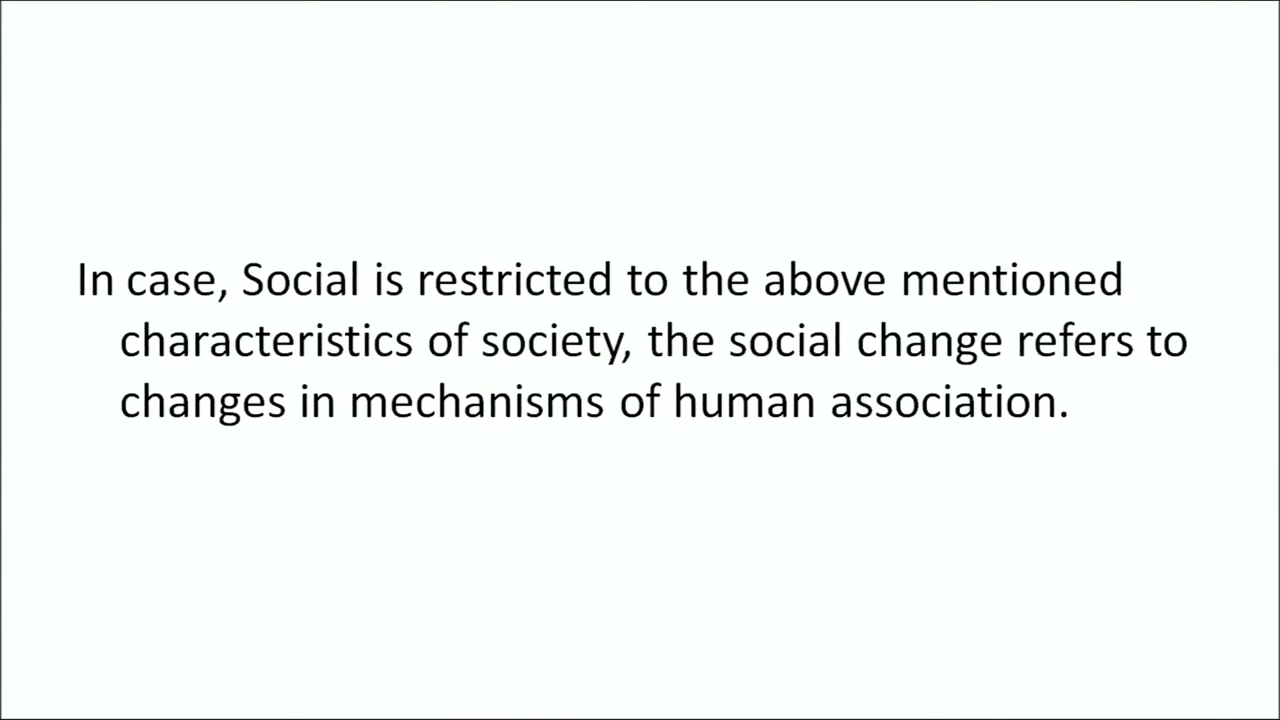 In case, Social is restricted to the above mentioned
characteristics of society, the social change refers to
changes in mechanisms of human association.